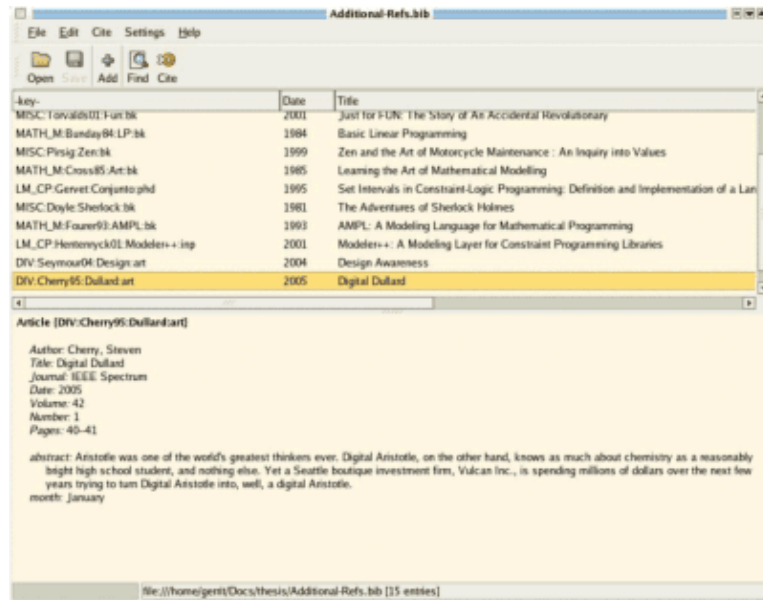 Additional-Refs.bib
File Edit Cite Settings Help
Open Save Add Find Cite
-key- Date Title
MISC:Torvalds01:Fun:bk 2001 Just for FUN: The Story of An Accidental Revolutionary
MATH_M:Bunday84:LP:bk 1984 Basic Linear Programming
MISC:Pirsig:Zen:bk 1999 Zen and the Art of Motorcycle Maintenance : An Inquiry into Values
MATH_M:Cross85:Art:bk 1985 Learning the Art of Mathematical Modelling
LM_CP:Gervet:Conjunto:phd 1995 Set Intervals in Constraint-Logic Programming: Definition and Implementation of a Lan
MISC:Doyle:Sherlock:bk 1981 The Adventures of Sherlock Holmes
MATH_M:Fourer93:AMPL:bk 1993 AMPL: A Modeling Language for Mathematical Programming
LM_CP:Hentenryck01:Modeler++:inp 2001 Modeler++: A Modeling Layer for Constraint Programming Libraries
DIV:Seymour04:Design:art 2004 Design Awareness
DIV:Cherry95:Dullard:art 2005 Digital Dullard
Article [DIV:Cherry95:Dullard:art]
Author: Cherry, Steven
Title: Digital Dullard
Journal: IEEE Spectrum
Date: 2005
Volume: 42
Number: 1
Pages: 40–41
abstract: Aristotle was one of the world's greatest thinkers ever. Digital Aristotle, on the other hand, knows as much about chemistry as a reasonably
bright high school student, and nothing else. Yet a Seattle boutique investment firm, Vulcan Inc., is spending millions of dollars over the next few
years trying to turn Digital Aristotle into, well, a digital Aristotle.
month: January
file:///home/gerrit/Docs/thesis/Additional-Refs.bib [15 entries]